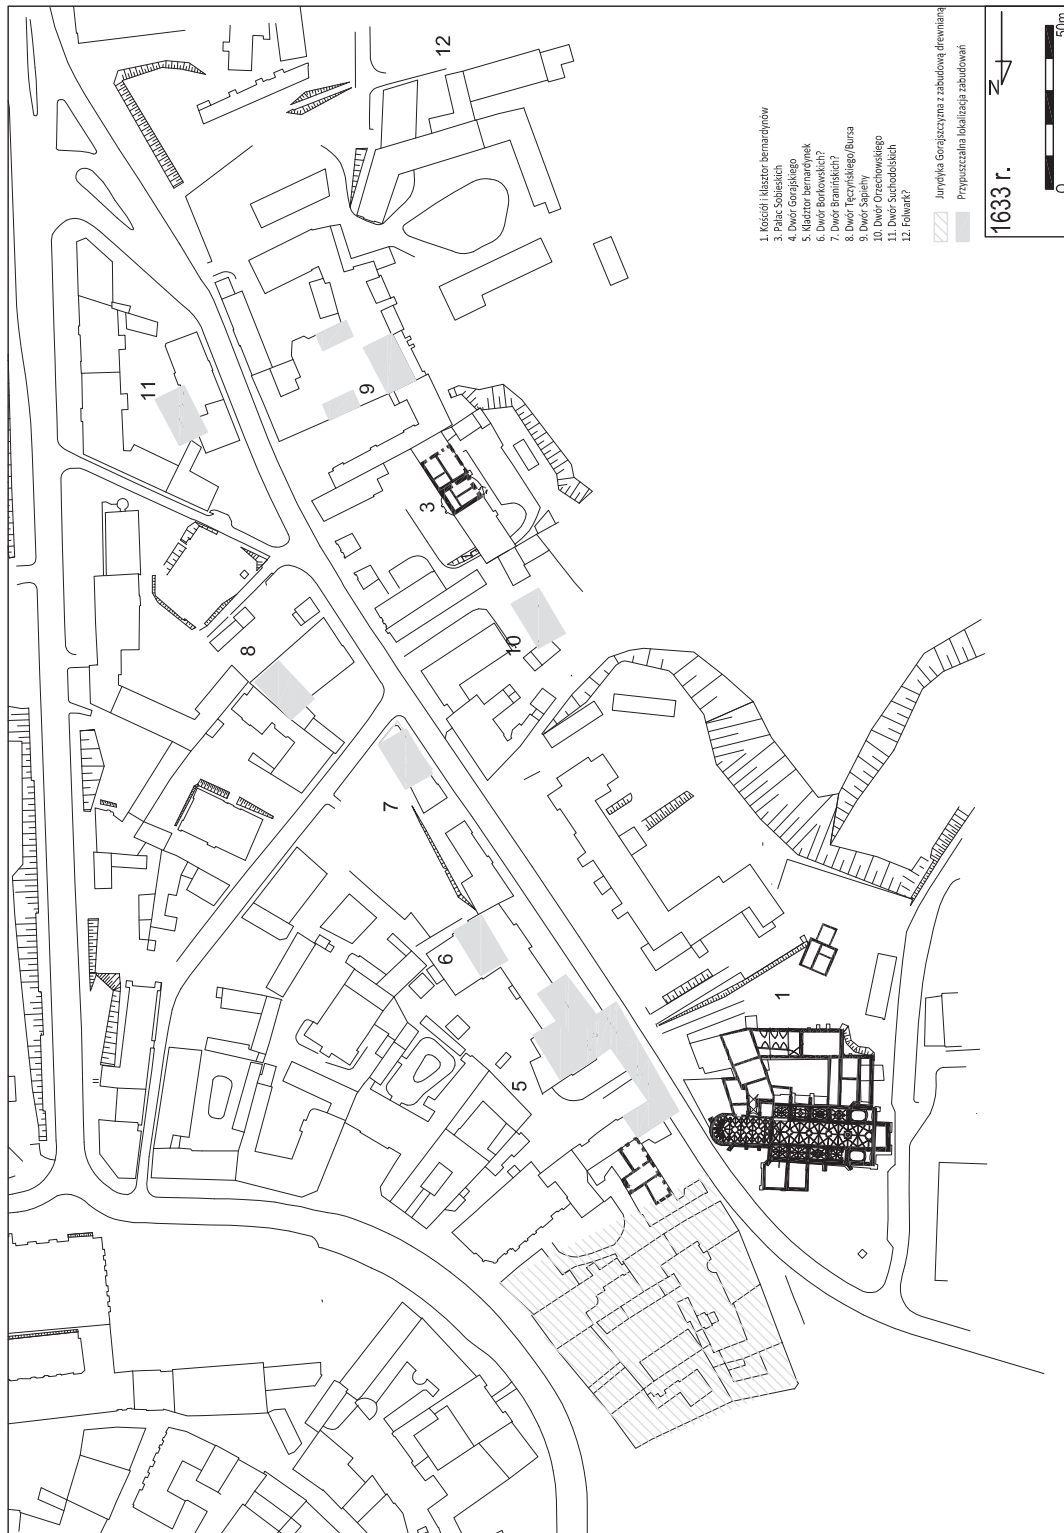 1. Kościół i klasztor bernardynów
3. Pałac Sobieskich
4. Dwór Gorajskiego
5. Kladztor bernardynek
6. Dwór Borkowskich?
7. Dwór Branińskich?
8. Dwór Tęczyńskiego/Bursa
9. Dwór Sapiehy
10. Dwór Orzechowskiego
11. Dwór Suchodolskich
12. Folwark?
Jurydyka Gorajszczyzna z zabudową drewnianą
Przypuszczalna lokalizacja zabudowań
1633 r.
N
0
50m
12
11
9
3
8
10
7
6
5
1